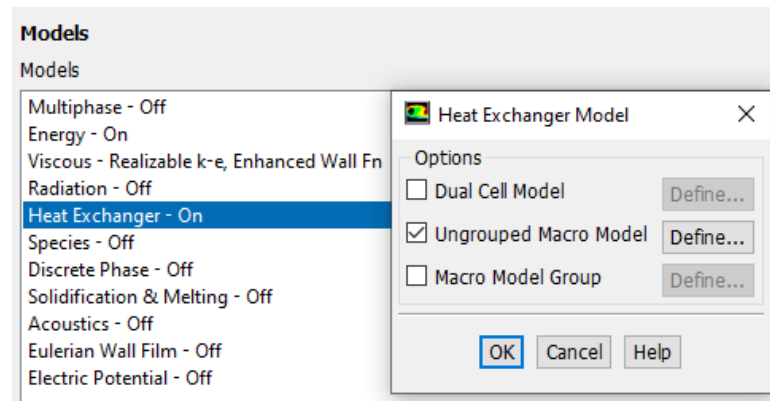 Models
Models
Multiphase - Off
Energy - On
Viscous - Realizable k-e, Enhanced Wall Fn
Radiation - Off
Heat Exchanger - On
Species - Off
Discrete Phase - Off
Solidification & Melting - Off
Acoustics - Off
Eulerian Wall Film - Off
Electric Potential - Off
Heat Exchanger Model
Options
Dual Cell Model Define...
Ungrouped Macro Model Define...
Macro Model Group Define...
OK Cancel Help